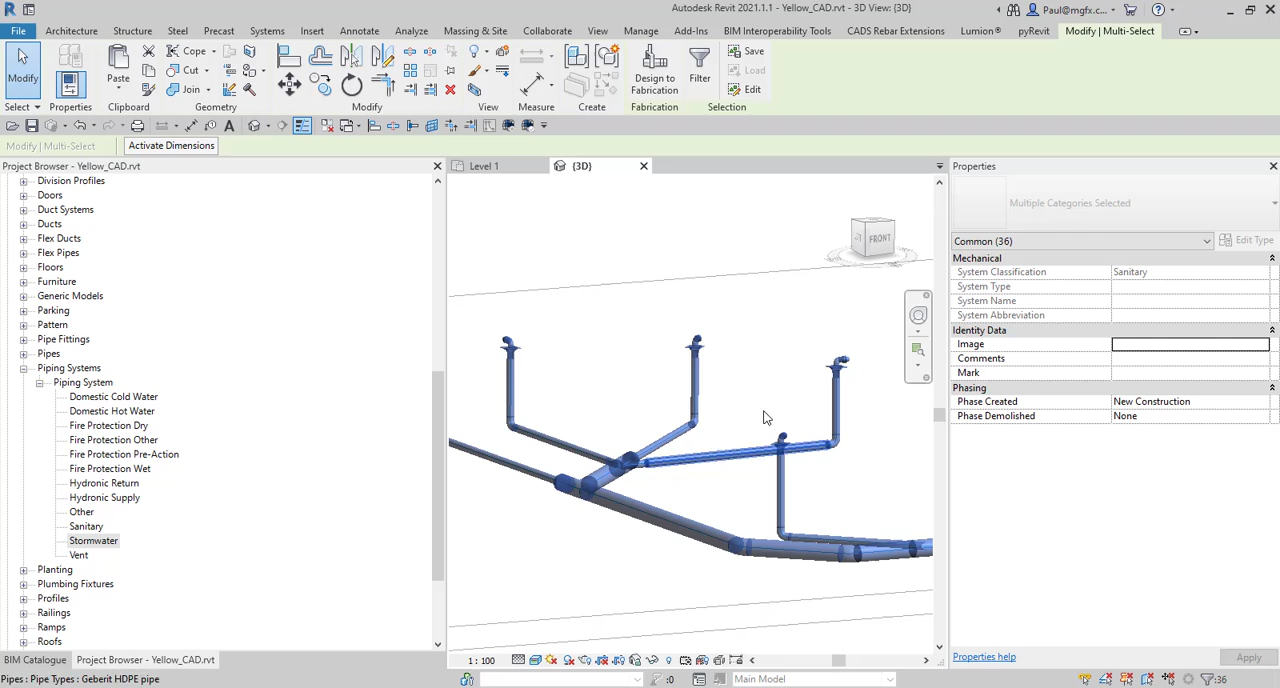 Autodesk Revit 2021.1.1 - Yellow_CAD.rvt - 3D View: {3D}
Paul@mgfx.c...
File Architecture Structure Steel Precast Systems Insert Annotate Analyze Massing & Site Collaborate View Manage Add-Ins BIM Interoperability Tools CADS Rebar Extensions Lumion® pyRevit Modify | Multi-Select
Modify
Paste
Cope
Cut
Join
Design to
Fabrication
Filter
Save
Load
Edit
Select Properties Clipboard Geometry Modify View Measure Create Fabrication Selection
Modify | Multi-Select
Activate Dimensions
Project Browser - Yellow_CAD.rvt
Division Profiles
Doors
Duct Systems
Ducts
Flex Ducts
Flex Pipes
Floors
Furniture
Generic Models
Parking
Pattern
Pipe Fittings
Pipes
Piping Systems
Piping System
Domestic Cold Water
Domestic Hot Water
Fire Protection Dry
Fire Protection Other
Fire Protection Pre-Action
Fire Protection Wet
Hydronic Return
Hydronic Supply
Other
Sanitary
Stormwater
Vent
Planting
Plumbing Fixtures
Profiles
Railings
Ramps
Roofs
BIM Catalogue Project Browser - Yellow_CAD.rvt
Level 1
{3D}
FRONT
1 : 100
Properties
Multiple Categories Selected
Common (36)
Edit Type
Mechanical
System Classification Sanitary
System Type
System Name
System Abbreviation
Identity Data
Image
Comments
Mark
Phasing
Phase Created New Construction
Phase Demolished None
Properties help
Apply
Pipes : Pipe Types : Geberit HDPE pipe
:0
Main Model
:36